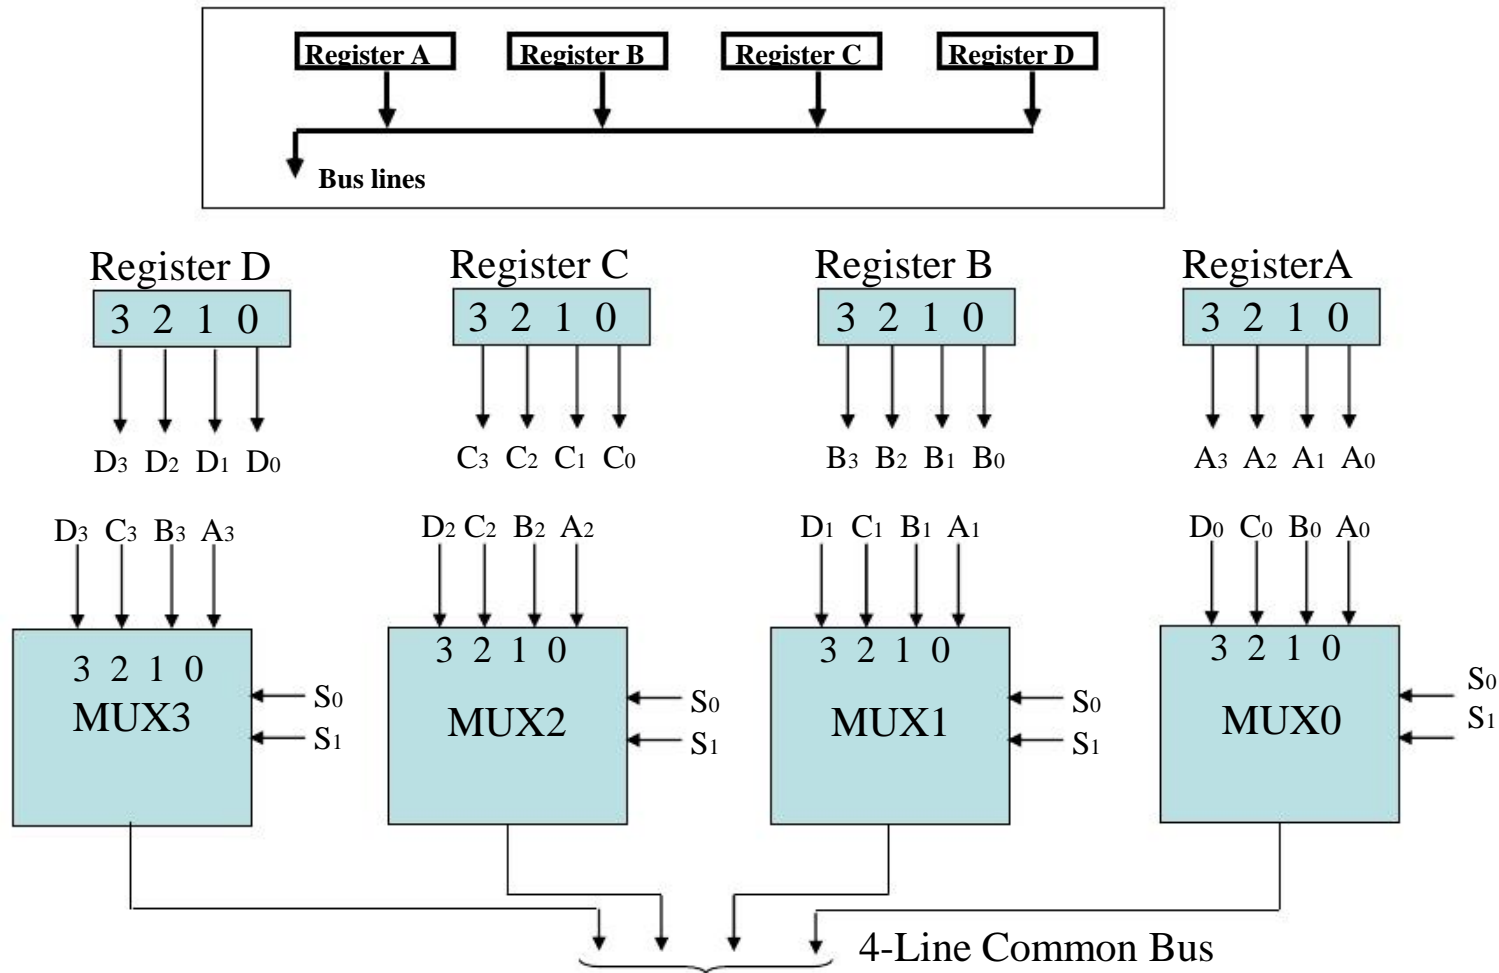 Register A Register B Register C Register D
Bus lines
Register D Register C Register B RegisterA
3 2 1 0 3 2 1 0 3 2 1 0 3 2 1 0
D3 D2 D1 D0 C3 C2 C1 C0 B3 B2 B1 B0 A3 A2 A1 A0
D3 C3 B3 A3 D2 C2 B2 A2 D1 C1 B1 A1 D0 C0 B0 A0
3 2 1 0 3 2 1 0 3 2 1 0 3 2 1 0
S0 S0 S0 S0
MUX3 MUX2 MUX1 MUX0
S1 S1 S1 S1
4-Line Common Bus